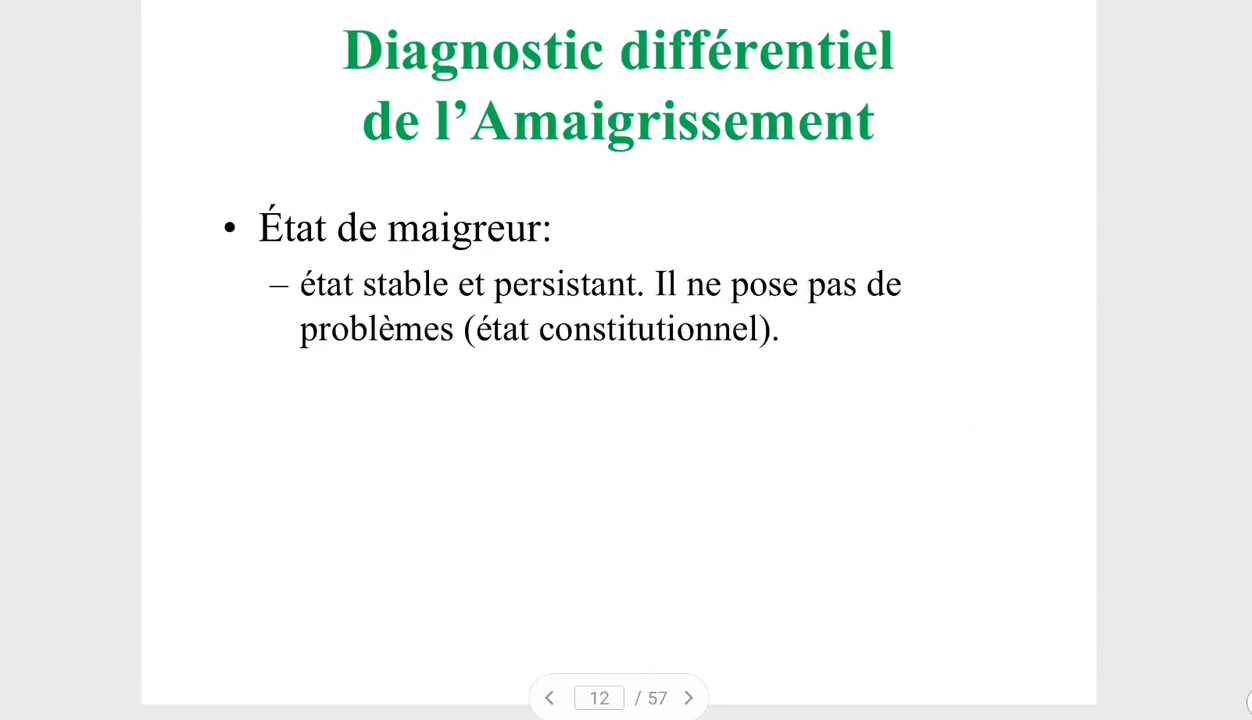 Diagnostic différentiel
de l’Amaigrissement
• État de maigreur:
– état stable et persistant. Il ne pose pas de
problèmes (état constitutionnel).
12 / 57